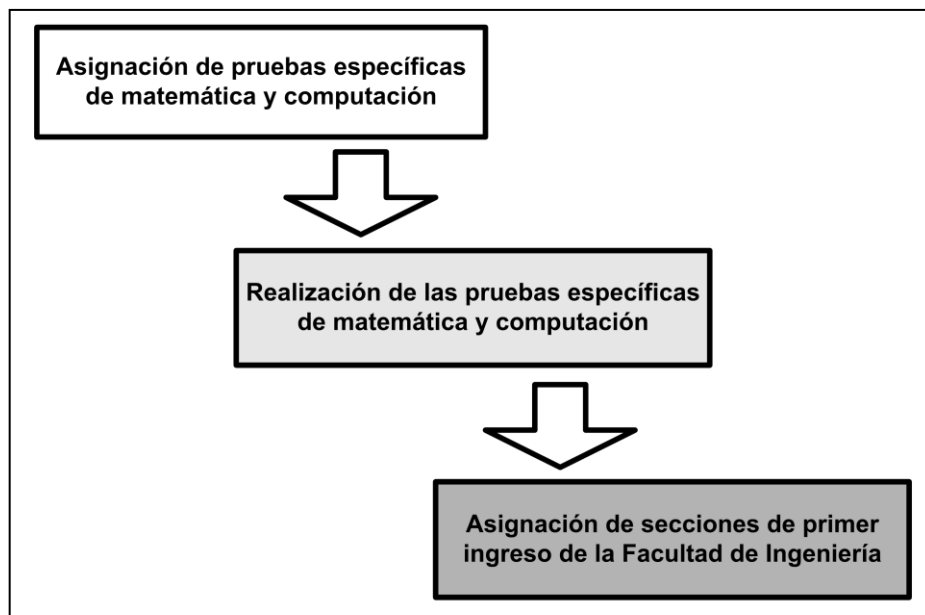 Asignación de pruebas específicas
de matemática y computación
Realización de las pruebas específicas
de matemática y computación
Asignación de secciones de primer
ingreso de la Facultad de Ingeniería